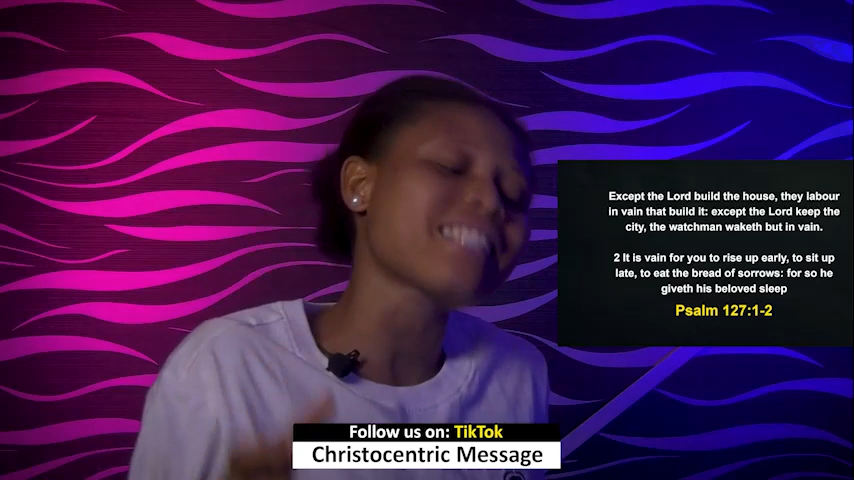 Except the Lord build the house, they labour
in vain that build it: except the Lord keep the
city, the watchman waketh but in vain.
2 It is vain for you to rise up early, to sit up
late, to eat the bread of sorrows: for so he
giveth his beloved sleep
Psalm 127:1-2
Follow us on: TikTok
Christocentric Message